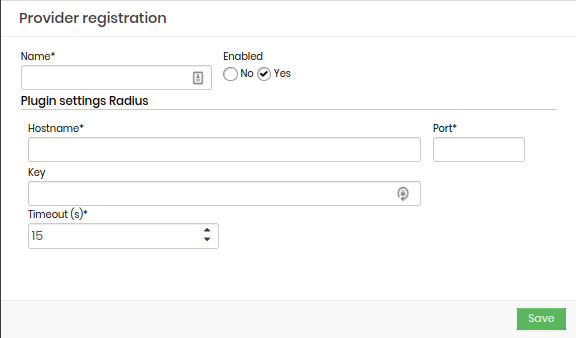 Provider registration
Name*
Enabled
No Yes
Plugin settings Radius
Hostname*
Port*
Key
Timeout (s)*
15
Save